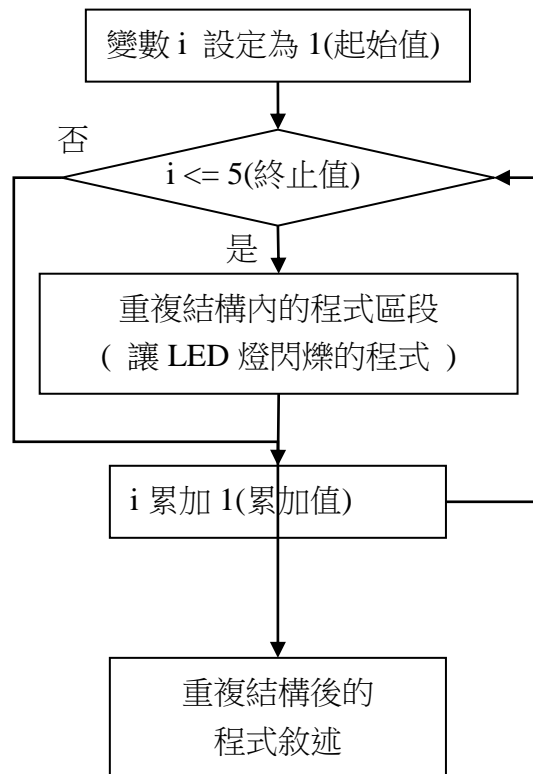 變數 i 設定為 1(起始值)
否
i <= 5(終止值)
是
重複結構內的程式區段
( 讓 LED 燈閃爍的程式 )
i 累加 1(累加值)
重複結構後的
程式敘述